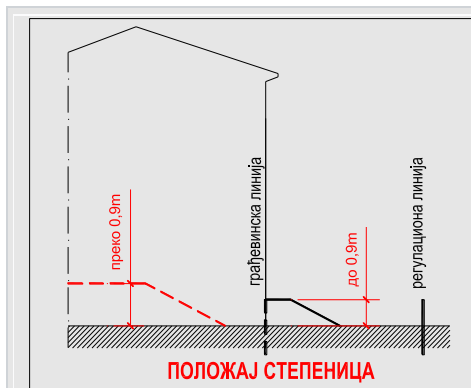 преко 0,9m
грађевинска линија
до 0,9m
регулациона линија
ПОЛОЖАЈ СТЕПЕНИЦА